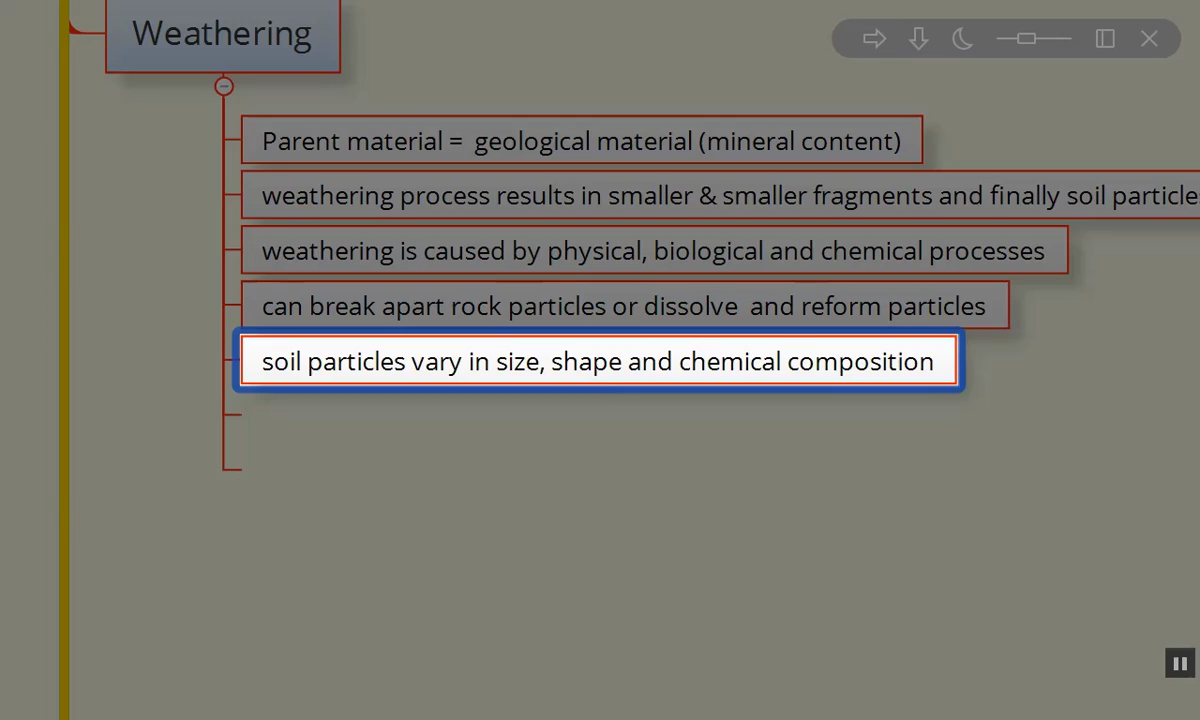 Weathering
Parent material = geological material (mineral content)
weathering process results in smaller & smaller fragments and finally soil particle
weathering is caused by physical, biological and chemical processes
can break apart rock particles or dissolve and reform particles
soil particles vary in size, shape and chemical composition